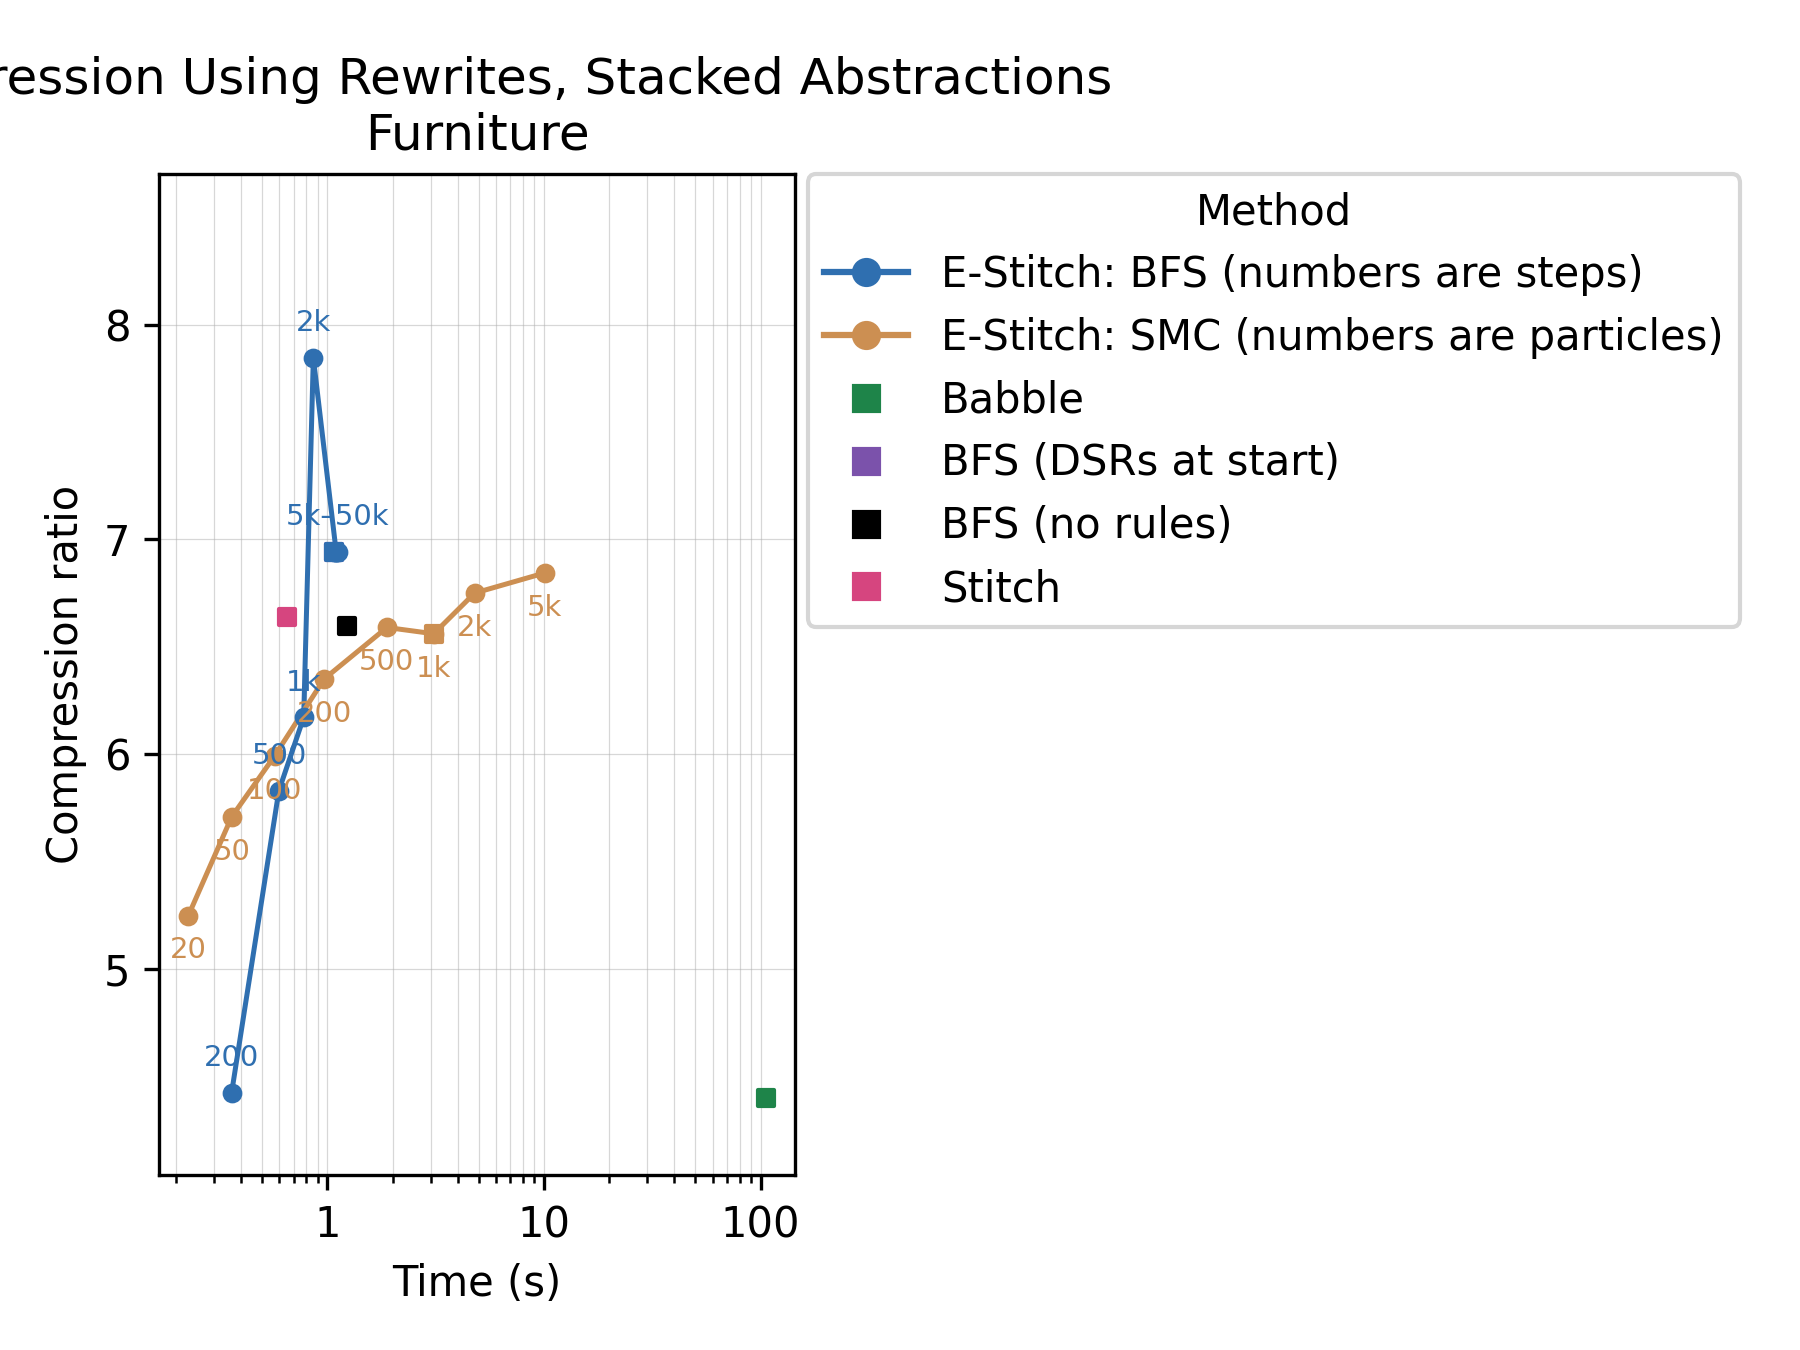 ression Using Rewrites, Stacked Abstractions
Furniture
Method
E-Stitch: BFS (numbers are steps)
E-Stitch: SMC (numbers are particles)
Babble
BFS (DSRs at start)
BFS (no rules)
Stitch
Compression ratio
8
7
6
5
2k
5k-50k
1k
500
200
20
50
100
200
500
1k
2k
5k
1
10
100
Time (s)